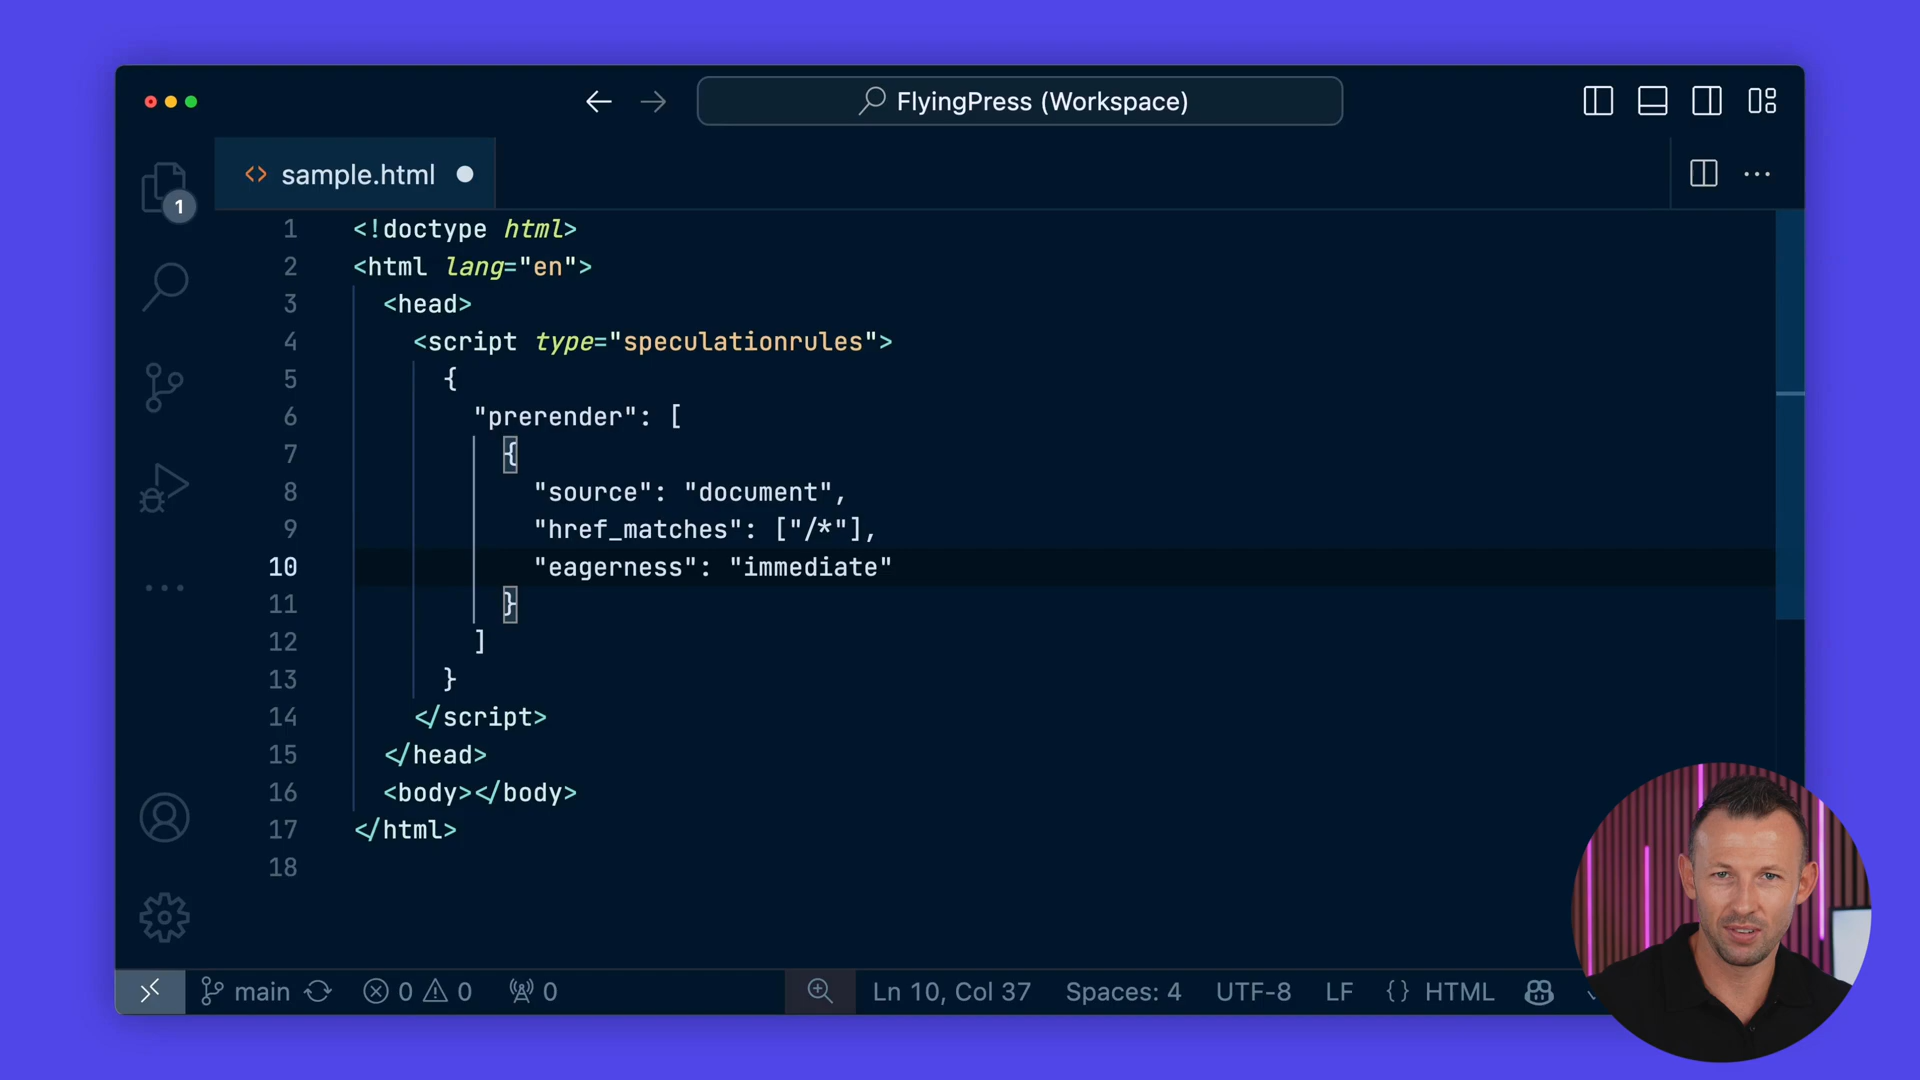 FlyingPress (Workspace)
sample.html
1
1 <!doctype html>
2 <html lang="en">
3 <head>
4 <script type="speculationrules">
5 {
6 "prerender": [
7 {
8 "source": "document",
9 "href_matches": ["/*"],
10 "eagerness": "immediate"
11 }
12 ]
13 }
14 </script>
15 </head>
16 <body></body>
17 </html>
18
main 0 0 0 Ln 10, Col 37 Spaces: 4 UTF-8 LF {} HTML